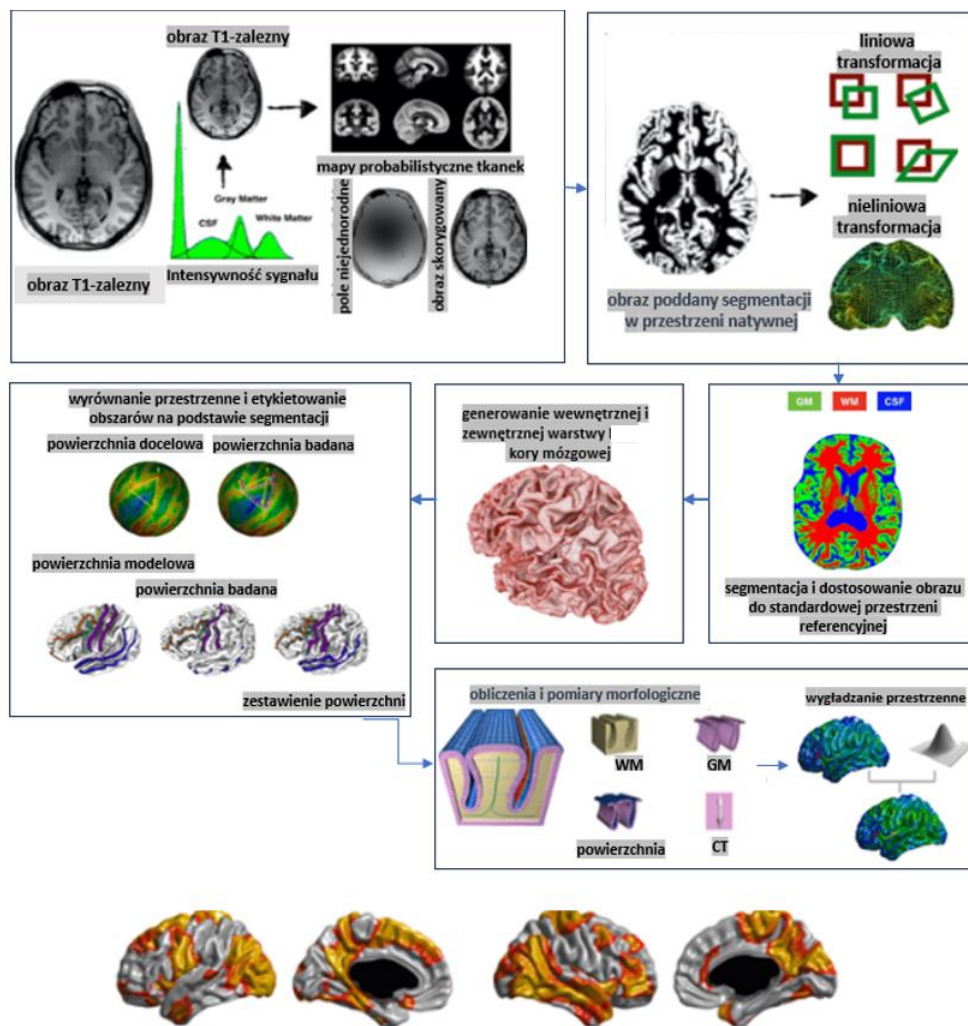 obraz T1-zalezny
obraz T1-zalezny
Gray Matter
CSF
White Matter
Intensywność sygnału
mapy probabilistyczne tkanek
pole niejednorodne
obraz skorygowany
liniowa
transformacja
nieliniowa
transformacja
obraz poddany segmentacji
w przestrzeni natywnej
GM
WM
CSF
segmentacja i dostosowanie obrazu
do standardowej przestrzeni
referencyjnej
generowanie wewnętrznej i
zewnętrznej warstwy
kory mózgowej
wyrównanie przestrzenne i etykietowanie
obszarów na podstawie segmentacji
powierzchnia docelowa
powierzchnia badana
powierzchnia modelowa
powierzchnia badana
zestawienie powierzchni
obliczenia i pomiary morfologiczne
WM
GM
powierzchnia
CT
wygładzanie przestrzenne